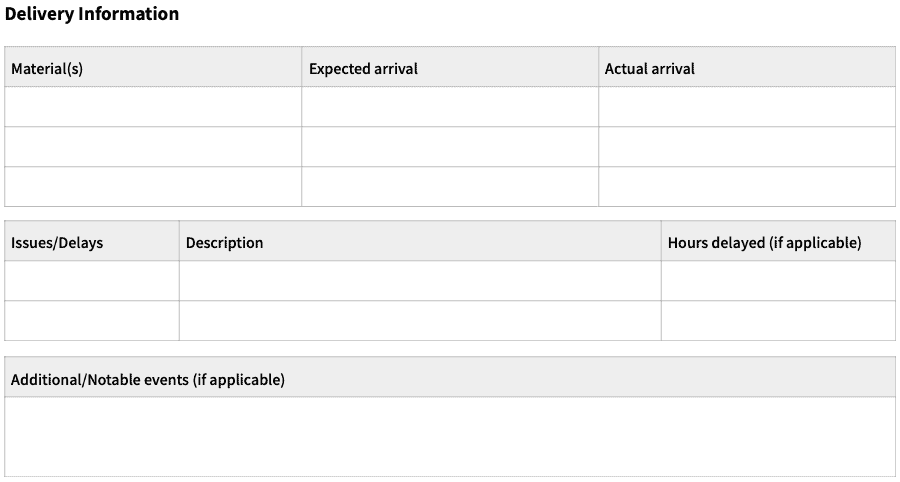 Delivery Information
Material(s) Expected arrival Actual arrival
Issues/Delays Description Hours delayed (if applicable)
Additional/Notable events (if applicable)